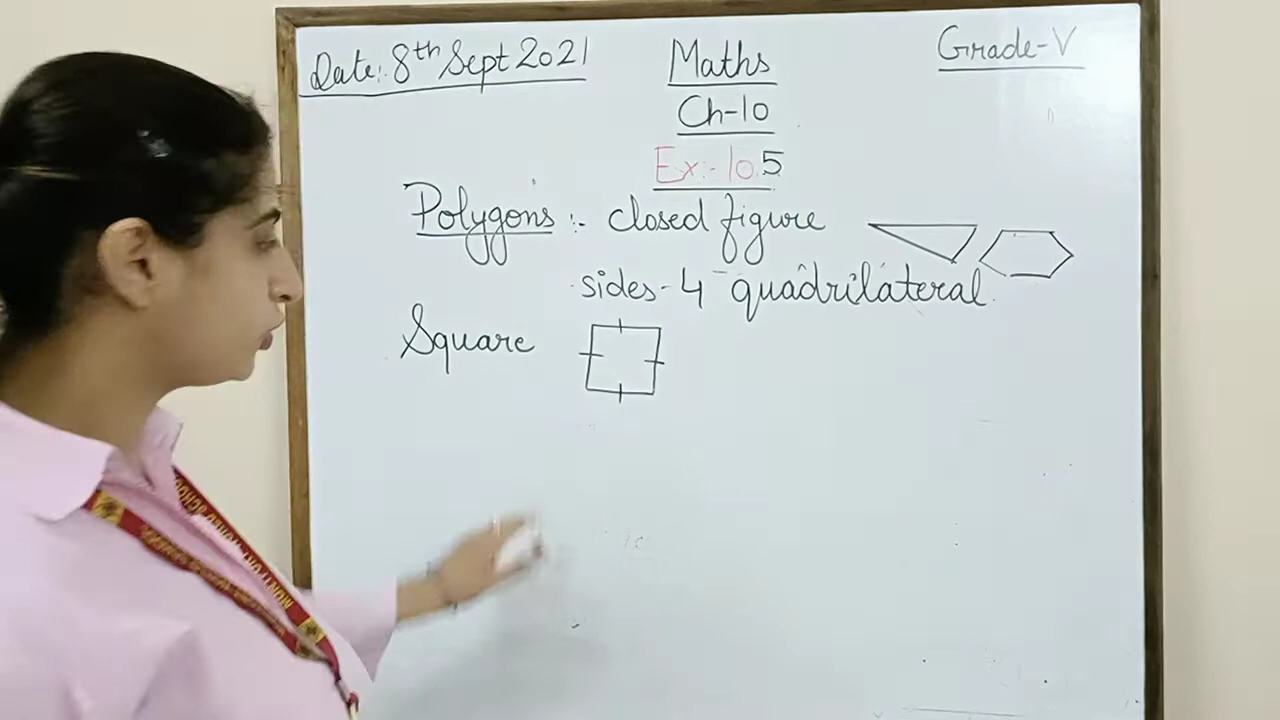 Date: 8th Sept 2021
Maths
Grade-V
Ch-10
Ex:- 10.5
Polygons :- closed figure
sides - 4 - quadrilateral
Square